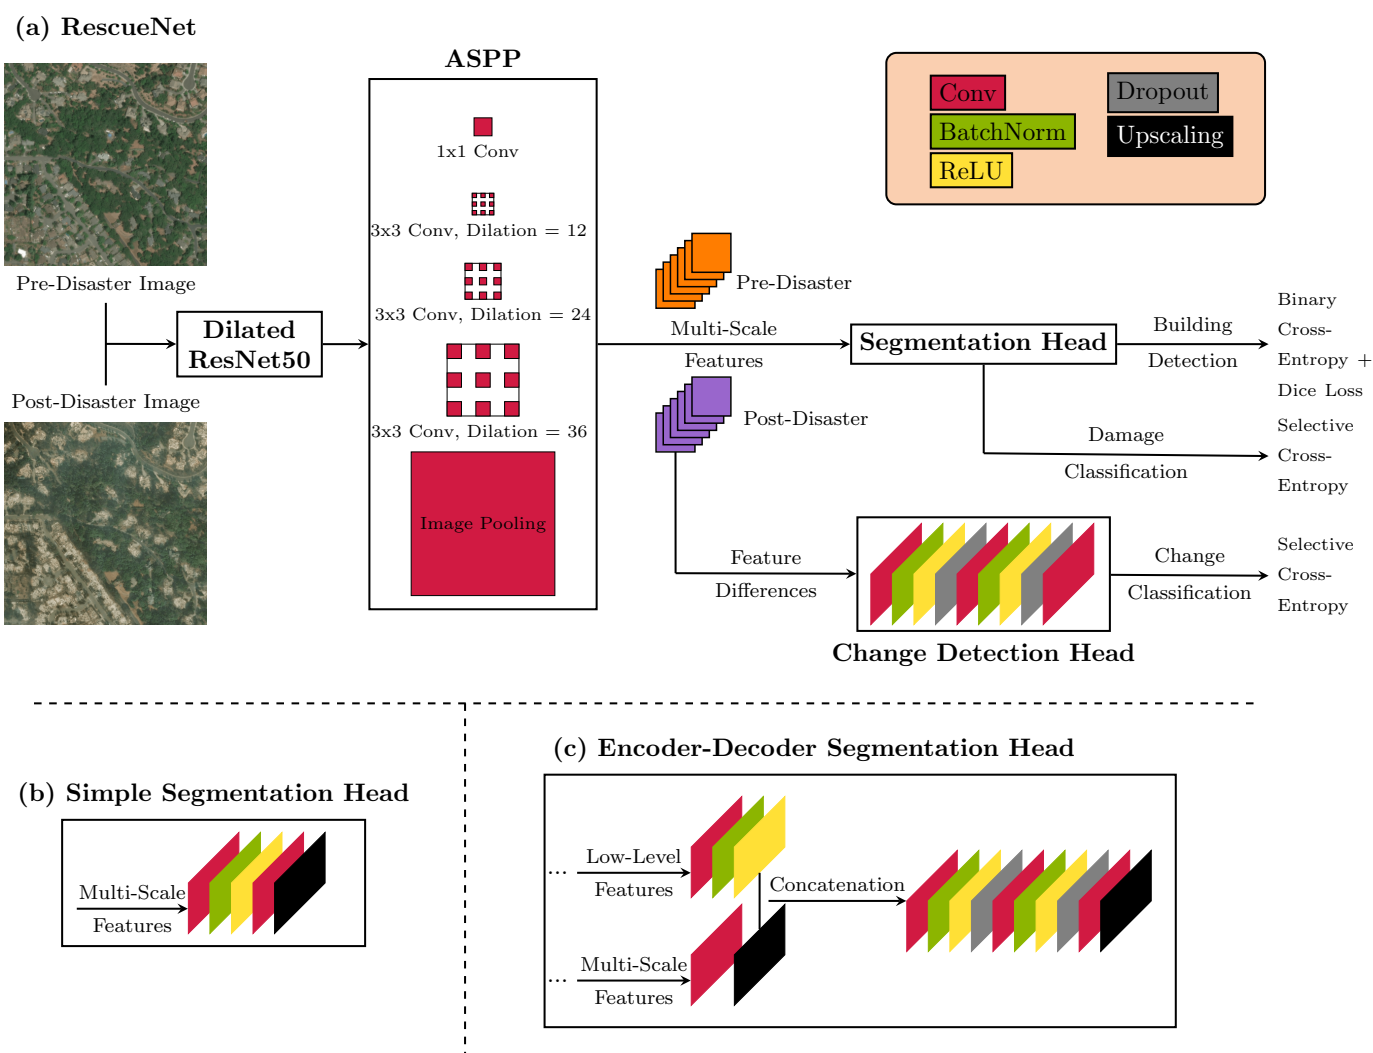 (a) RescueNet
ASPP
Conv
BatchNorm
ReLU
Dropout
Upscaling
1x1 Conv
3x3 Conv, Dilation = 12
3x3 Conv, Dilation = 24
3x3 Conv, Dilation = 36
Image Pooling
Pre-Disaster Image
Dilated
ResNet50
Post-Disaster Image
Pre-Disaster
Multi-Scale
Features
Post-Disaster
Segmentation Head
Building
Detection
Binary
Cross-
Entropy +
Dice Loss
Damage
Classification
Selective
Cross-
Entropy
Feature
Differences
Change Detection Head
Change
Classification
Selective
Cross-
Entropy
(b) Simple Segmentation Head
Multi-Scale
Features
(c) Encoder-Decoder Segmentation Head
...
Low-Level
Features
...
Multi-Scale
Features
Concatenation